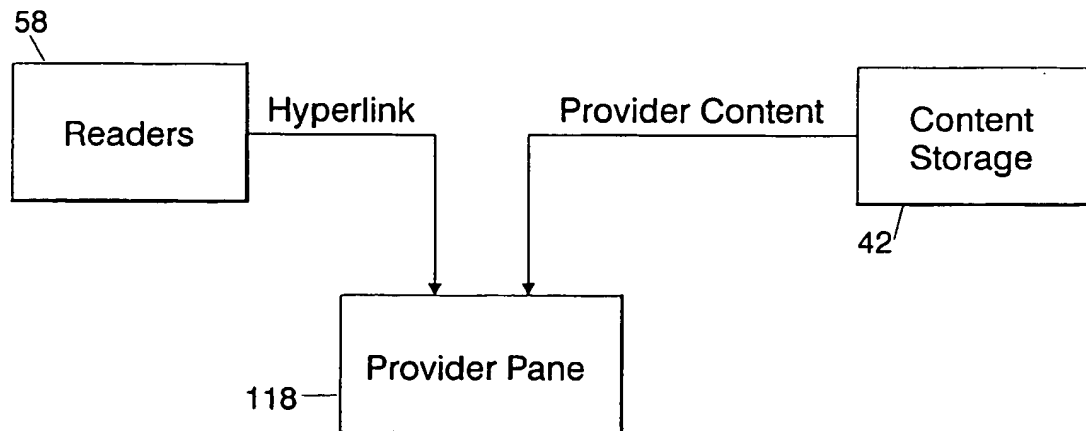 58
Readers
Hyperlink
Provider Content
Content
Storage
42
Provider Pane
118